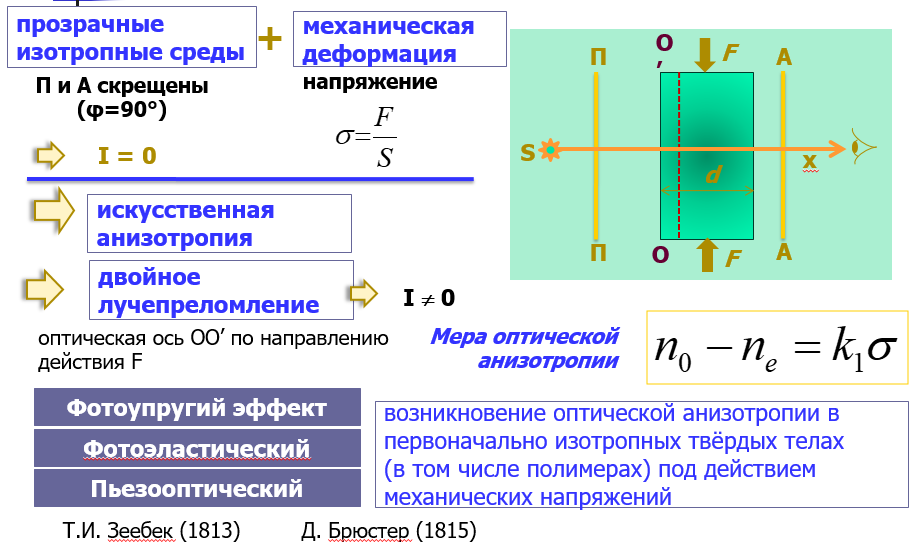 прозрачные
изотропные среды
+
механическая
деформация
П и А скрещены
(φ=90°)
напряжение
σ=F/S
I = 0
искусственная
анизотропия
двойное
лучепреломление
I ≠ 0
оптическая ось OO’ по направлению
действия F
O
’
F
П
А
S
x
d
П
O
F
А
Мера оптической
анизотропии
n₀ − nₑ = k₁σ
Фотоупругий эффект
Фотоэластический
Пьезооптический
возникновение оптической анизотропии в
первоначально изотропных твёрдых телах
(в том числе полимерах) под действием
механических напряжений
Т.И. Зеебек (1813)
Д. Брюстер (1815)